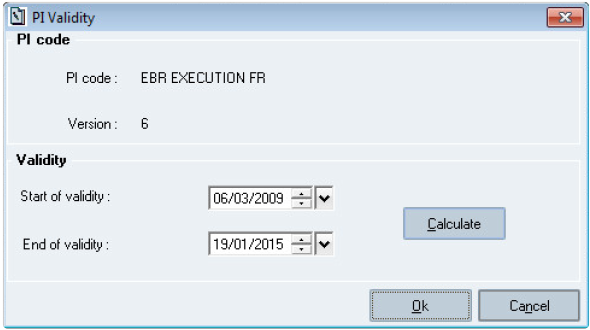 PI Validity
PI code
PI code : EBR EXECUTION FR
Version : 6
Validity
Start of validity : 06/03/2009
Calculate
End of validity : 19/01/2015
Ok Cancel